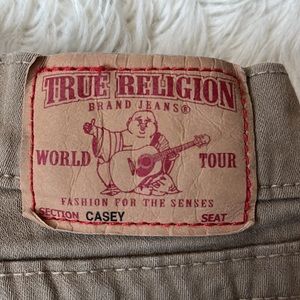 TRUE RELIGION
BRAND JEANS®
WORLD TOUR
FASHION FOR THE SENSES
SECTION CASEY SEAT